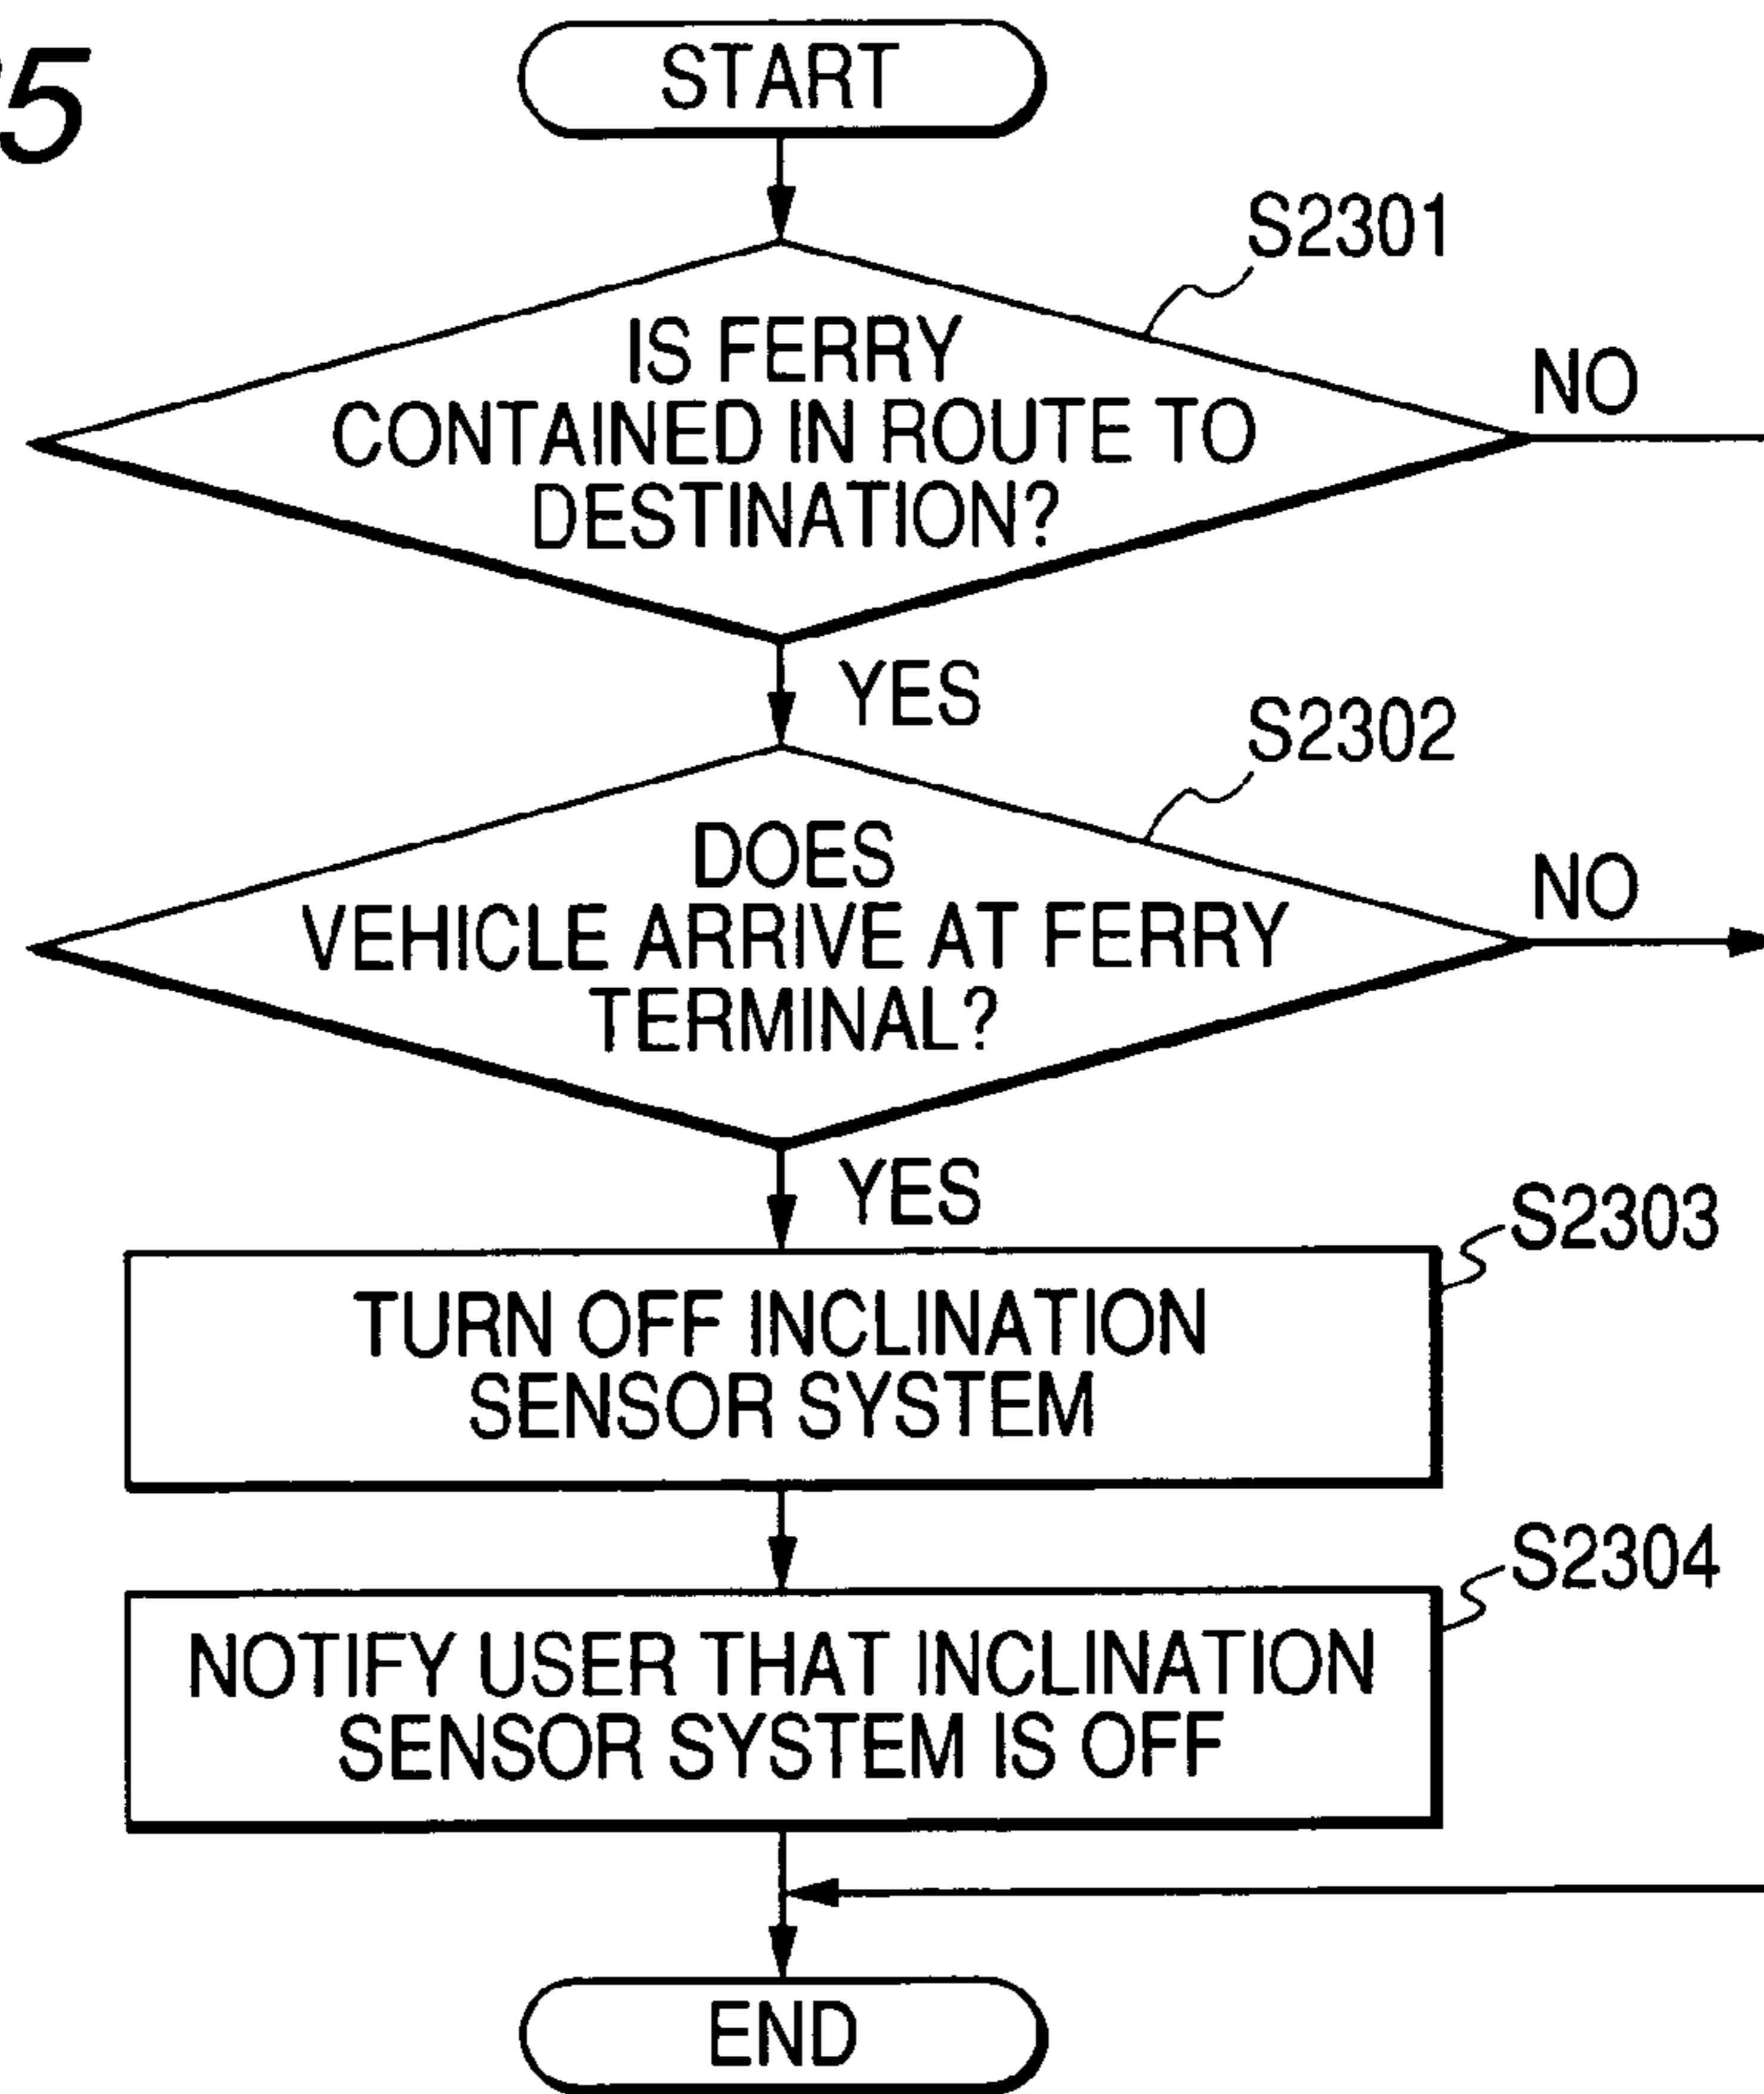 5
START
S2301
IS FERRY
CONTAINED IN ROUTE TO
DESTINATION?
NO
YES
S2302
DOES
VEHICLE ARRIVE AT FERRY
TERMINAL?
NO
YES
S2303
TURN OFF INCLINATION
SENSOR SYSTEM
S2304
NOTIFY USER THAT INCLINATION
SENSOR SYSTEM IS OFF
END